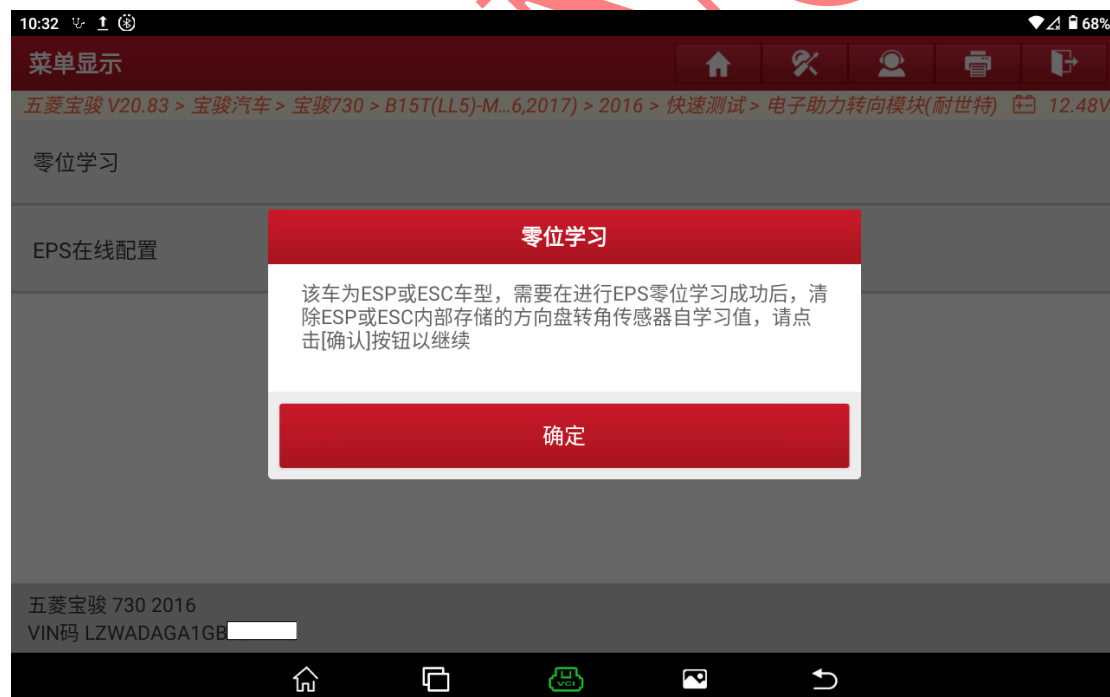 10:32
68%
菜单显示
五菱宝骏 V20.83 > 宝骏汽车 > 宝骏730 > B15T(LL5)-M...6,2017) > 2016 > 快速测试 > 电子助力转向模块(耐世特) 12.48V
零位学习
EPS在线配置
零位学习
该车为ESP或ESC车型，需要在进行EPS零位学习成功后，清
除ESP或ESC内部存储的方向盘转角传感器自学习值，请点
击[确认]按钮以继续
确定
五菱宝骏 730 2016
VIN码 LZWADAGA1GB
VCI